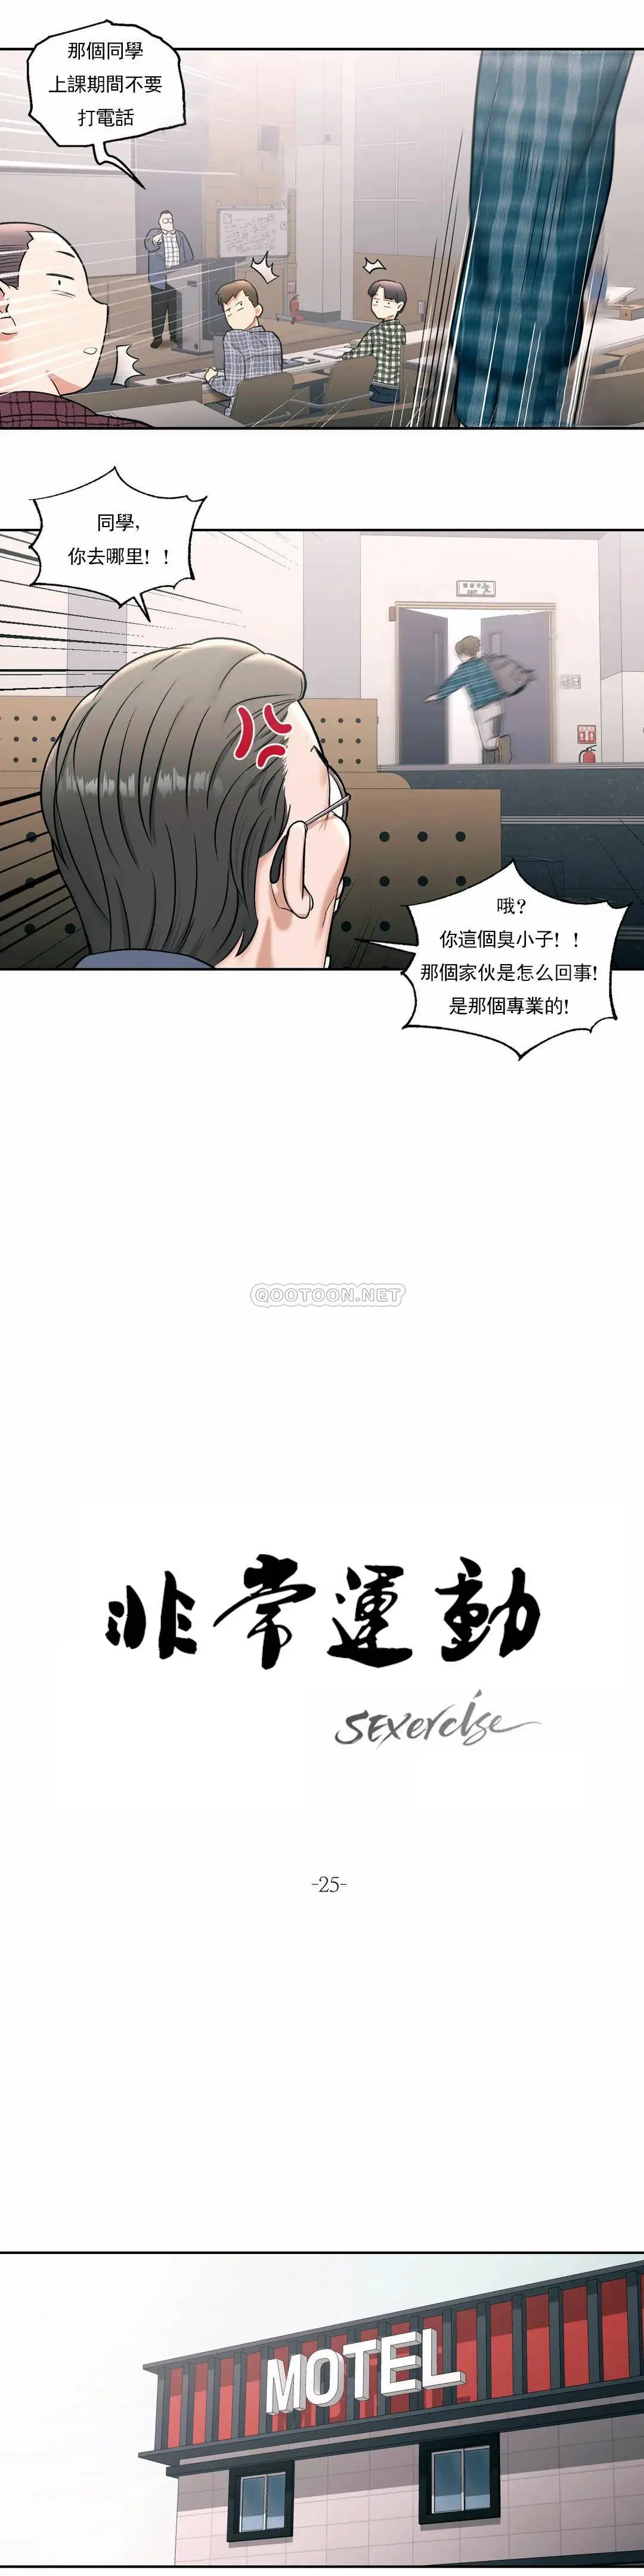 那個同學
上課期間不要
打電話
同學,
你去哪里! !
EXIT
哦?
你這個臭小子! !
那個家伙是怎么回事!
是那個專業的!
QOOTOON.NET
非常運動
sexercise
-25-
MOTEL